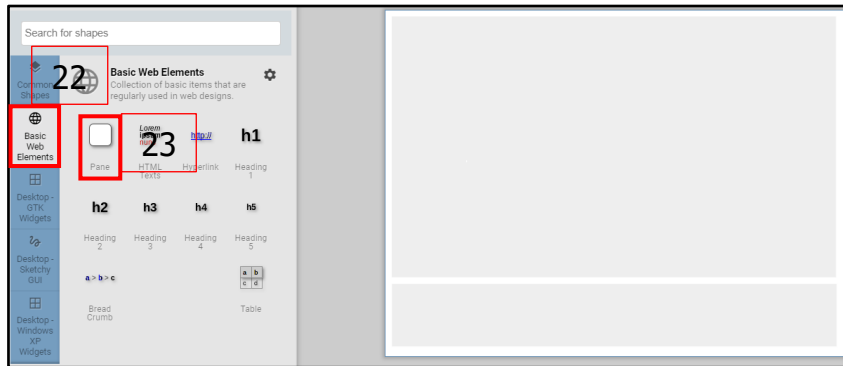 Search for shapes
22
Common
Shapes
Basic Web Elements
Collection of basic items that are
regularly used in web designs.
Basic
Web
Elements
23
Lorem
ipsum
http://
h1
Pane
HTML
Texts
Hyperlink
Heading
1
Desktop -
GTK
Widgets
h2
h3
h4
h5
Heading
2
Heading
3
Heading
4
Heading
5
Desktop -
Sketchy
GUI
a > b > c
a b
c d
Bread
Crumb
Table
Desktop -
Windows
XP
Widgets